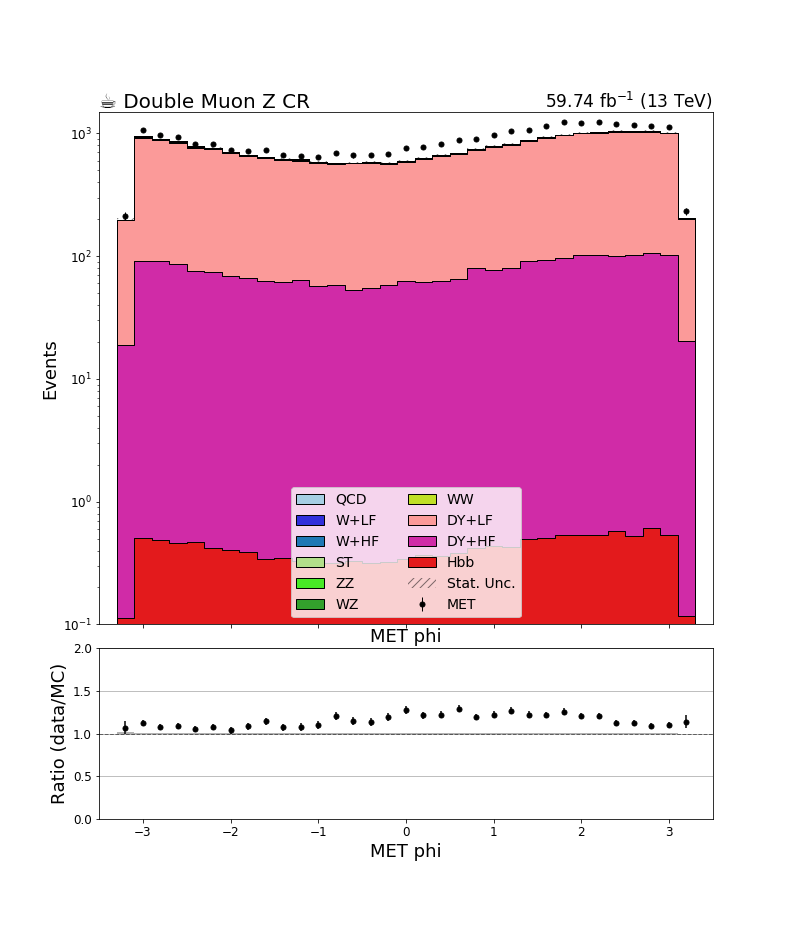 ☕ Double Muon Z CR
59.74 fb⁻¹ (13 TeV)
10³
10²
10¹
10⁰
10⁻¹
Events
QCD
W+LF
W+HF
ST
ZZ
WZ
WW
DY+LF
DY+HF
Hbb
Stat. Unc.
MET
MET phi
2.0
1.5
1.0
0.5
0.0
Ratio (data/MC)
−3 −2 −1 0 1 2 3
MET phi